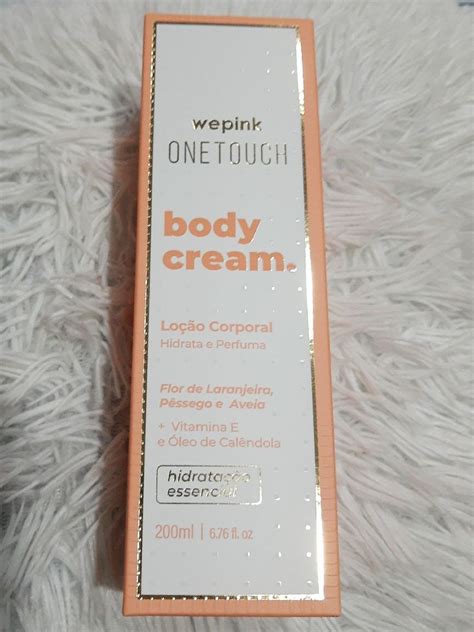 wepink
ONETOUCH
body
cream.
Loção Corporal
Hidrata e Perfuma
Flor de Laranjeira,
Pêssego e Aveia
+ Vitamina E
e Óleo de Calêndola
hidratação
essencial
200ml | 6.76 fl. oz